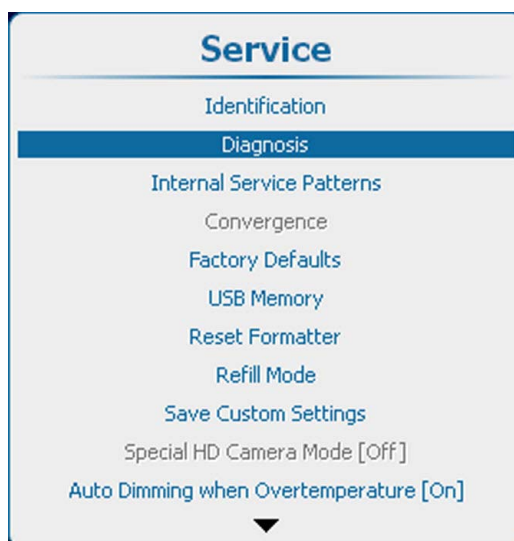 Service
Identification
Diagnosis
Internal Service Patterns
Convergence
Factory Defaults
USB Memory
Reset Formatter
Refill Mode
Save Custom Settings
Special HD Camera Mode [Off]
Auto Dimming when Overtemperature [On]